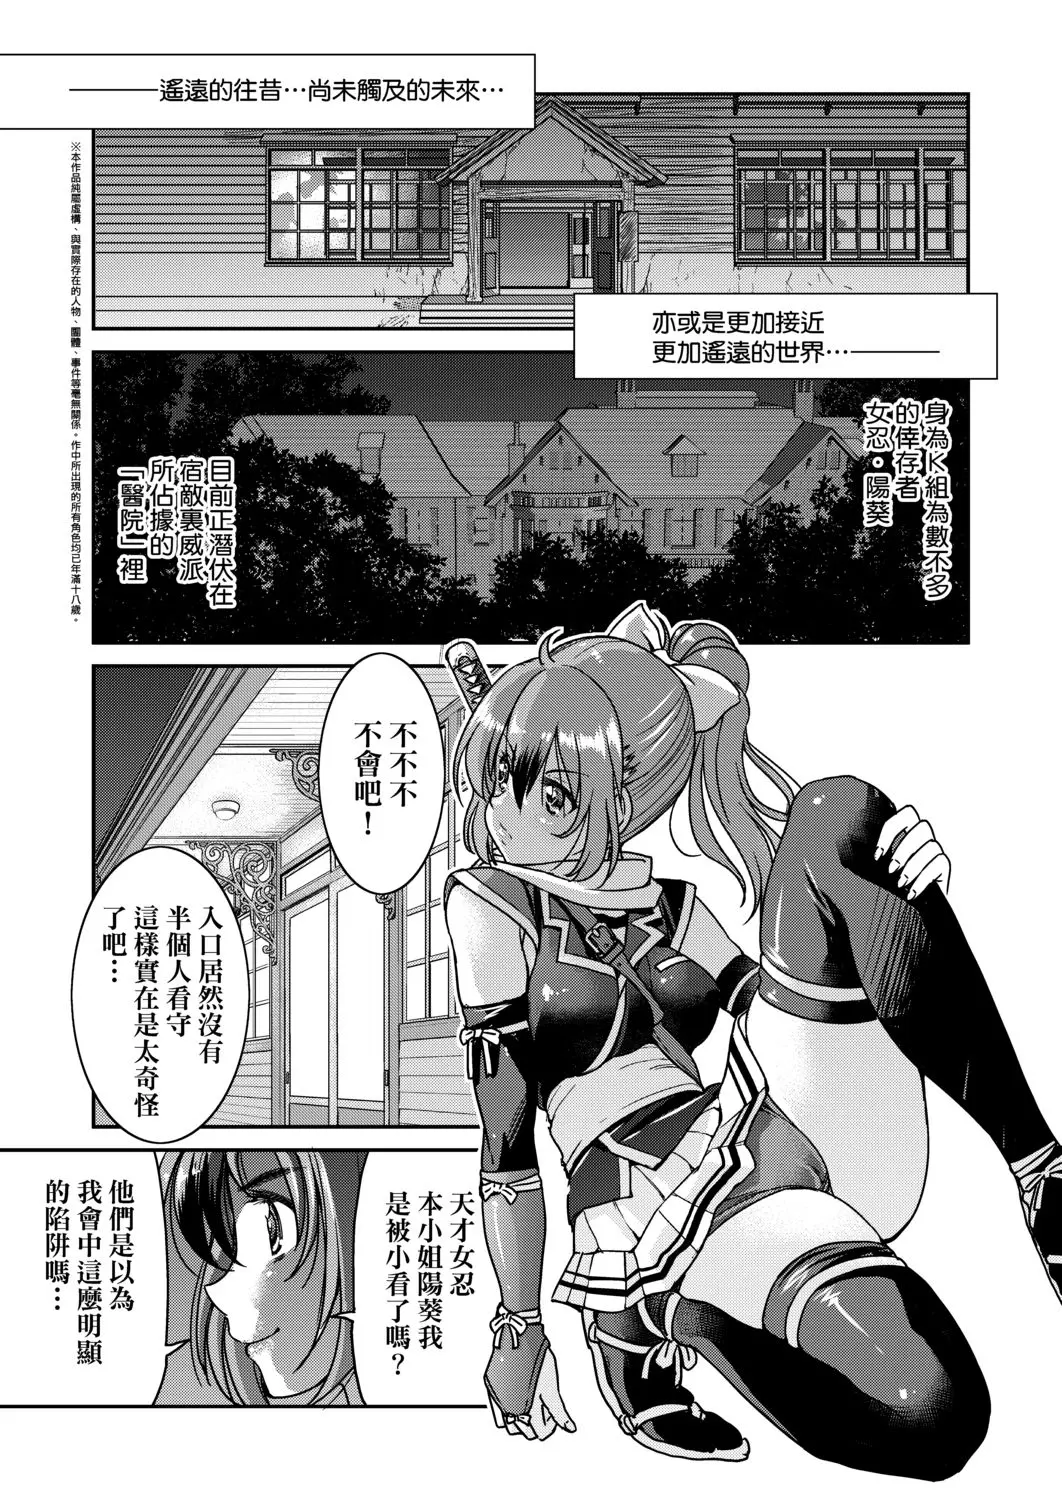 ————遙遠的往昔…尚未觸及的未來…
亦或是更加接近
更加遙遠的世界…————
※本作品純屬虛構、與實際存在的人物、團體、事件等毫無關係。作中所出現的所有角色均已年滿十八歲。
身為K組為數不多
的倖存者
女忍・陽葵
目前正潛伏在
宿敵裏威派
所佔據的
「醫院」裡
不不不
不會吧!
入口居然沒有
半個人看守
這樣實在是太奇怪
了吧…
天才女忍
本小姐陽葵我
是被小看了嗎?
他們是以為
我會中這麼明顯
的陷阱嗎…